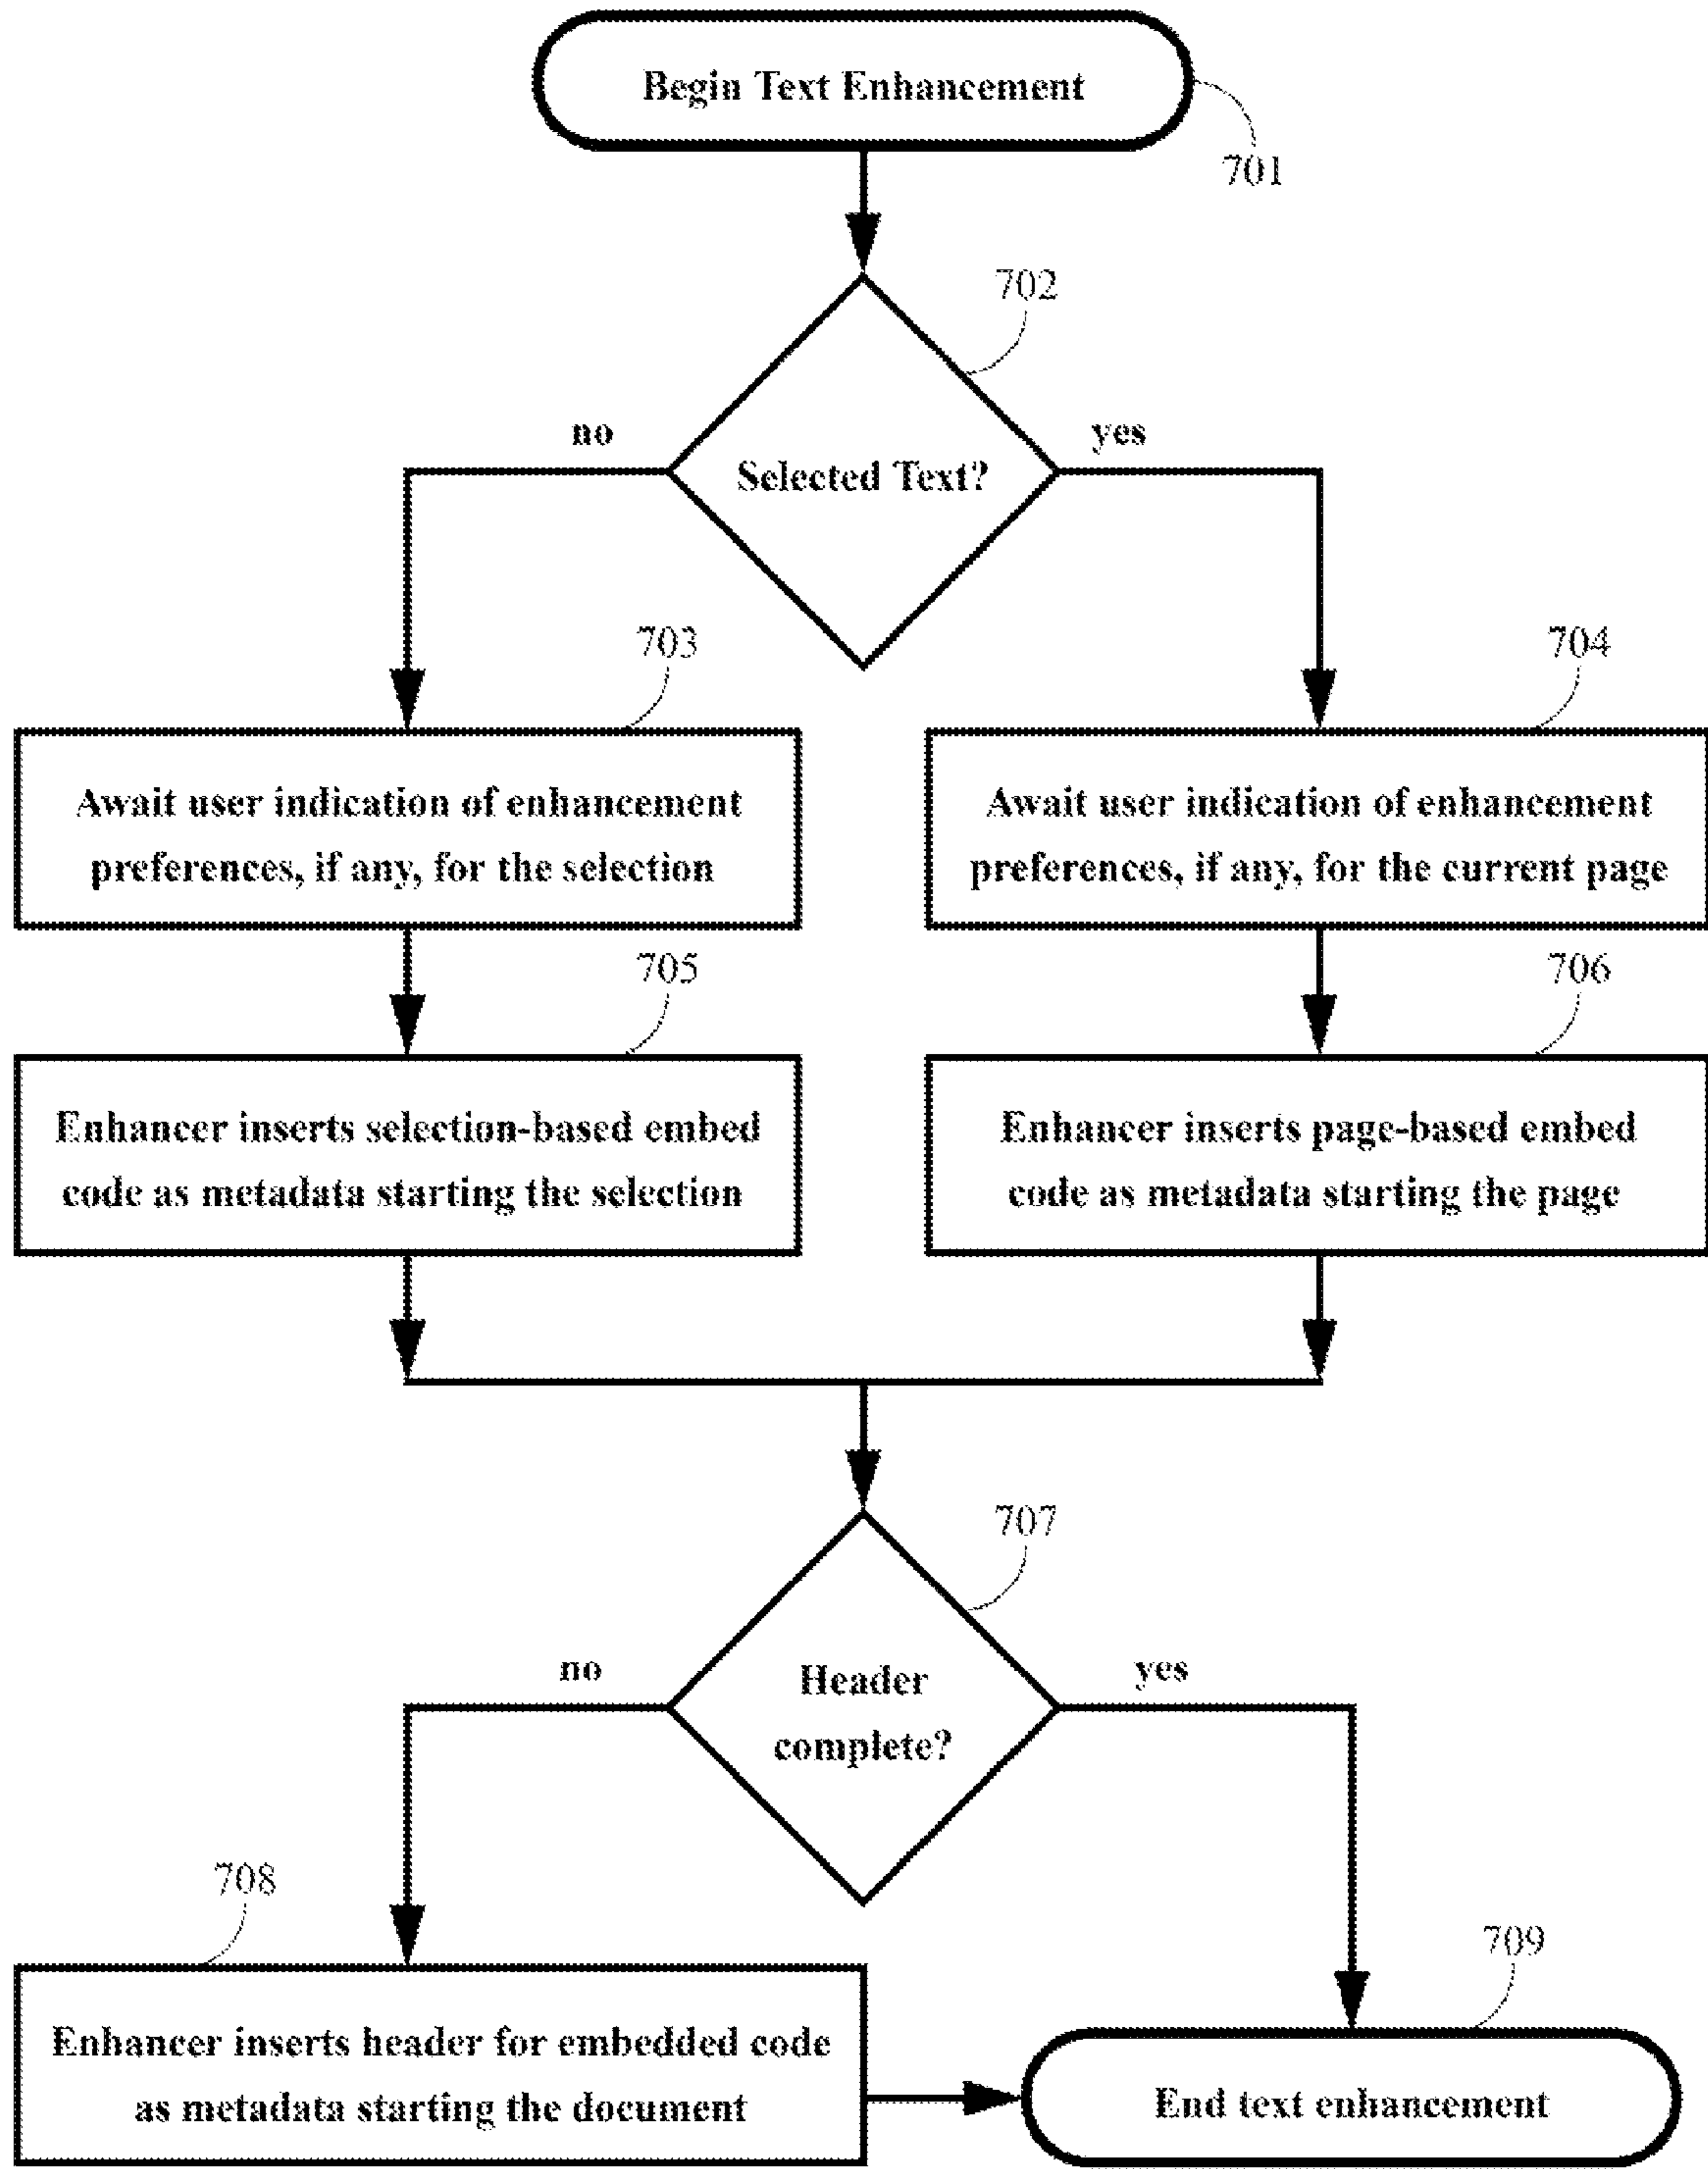 Begin Text Enhancement
701
702
no
yes
Selected Text?
703
704
Await user indication of enhancement
preferences, if any, for the selection
Await user indication of enhancement
preferences, if any, for the current page
705
706
Enhancer inserts selection-based embed
code as metadata starting the selection
Enhancer inserts page-based embed
code as metadata starting the page
707
no
yes
Header
complete?
708
709
Enhancer inserts header for embedded code
as metadata starting the document
End text enhancement